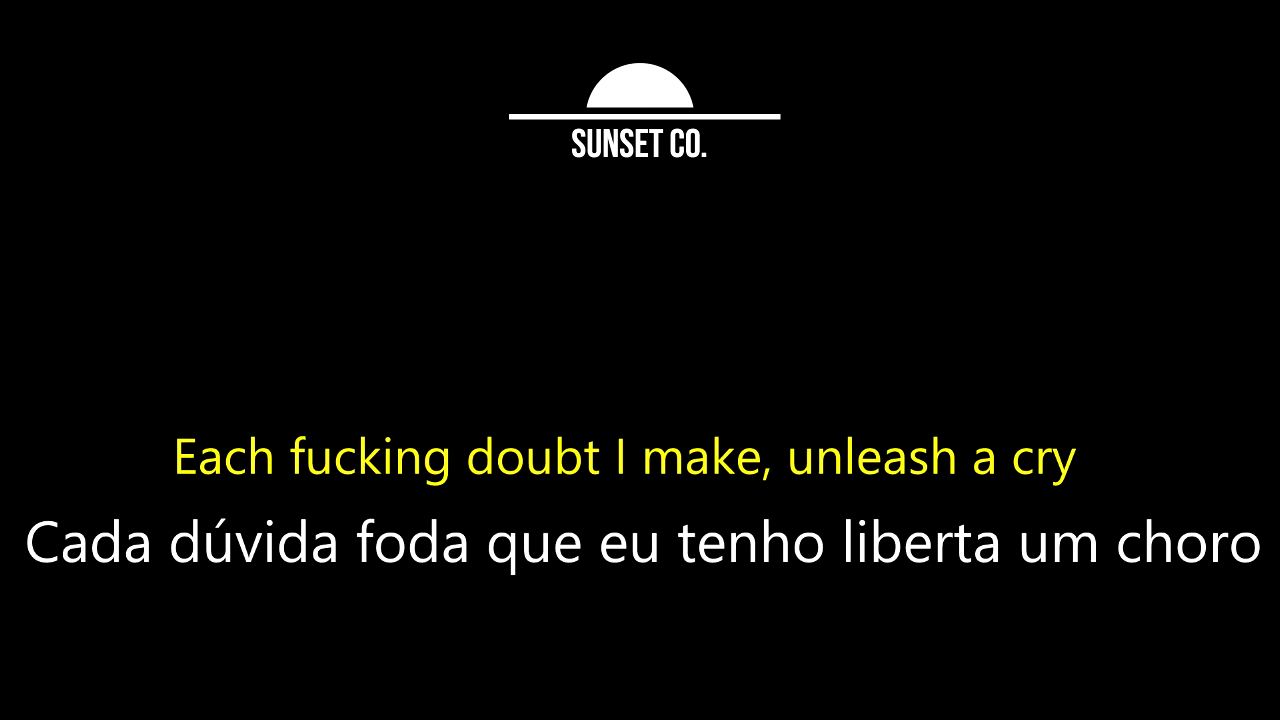 SUNSET CO.
Each fucking doubt I make, unleash a cry
Cada dúvida foda que eu tenho liberta um choro